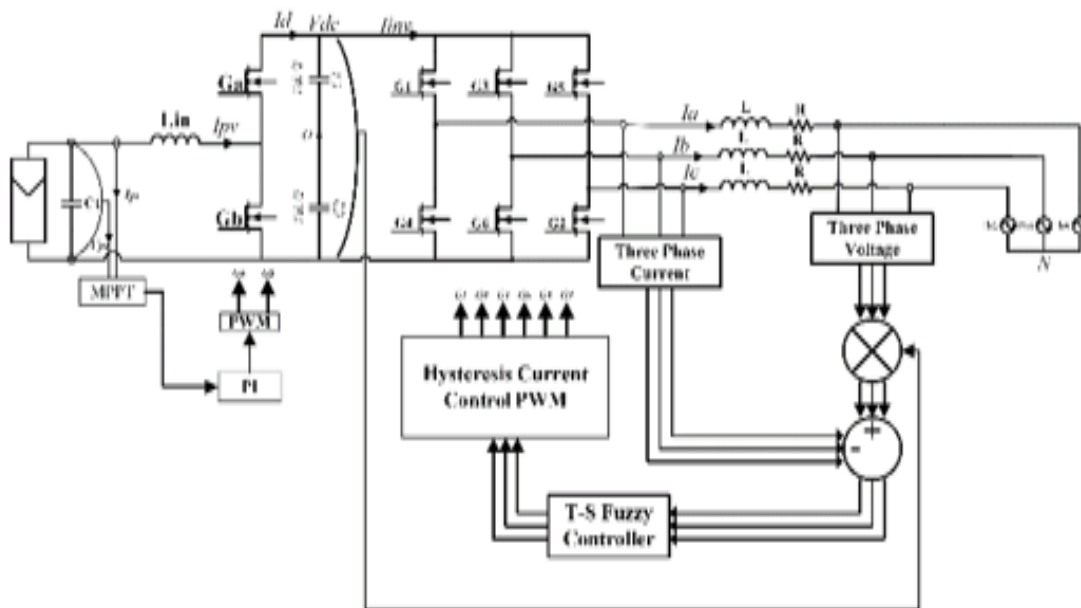 Id
Vdc
Iinv
Ga
G1
G3
Lin
Ipv
Ia
L
R
Ib
L
R
Ic
L
R
C1
Gb
G4
G6
G2
MPPT
PWM
PI
Three Phase
Current
Three Phase
Voltage
N
Hysteresis Current
Control PWM
+
-
T-S Fuzzy
Controller